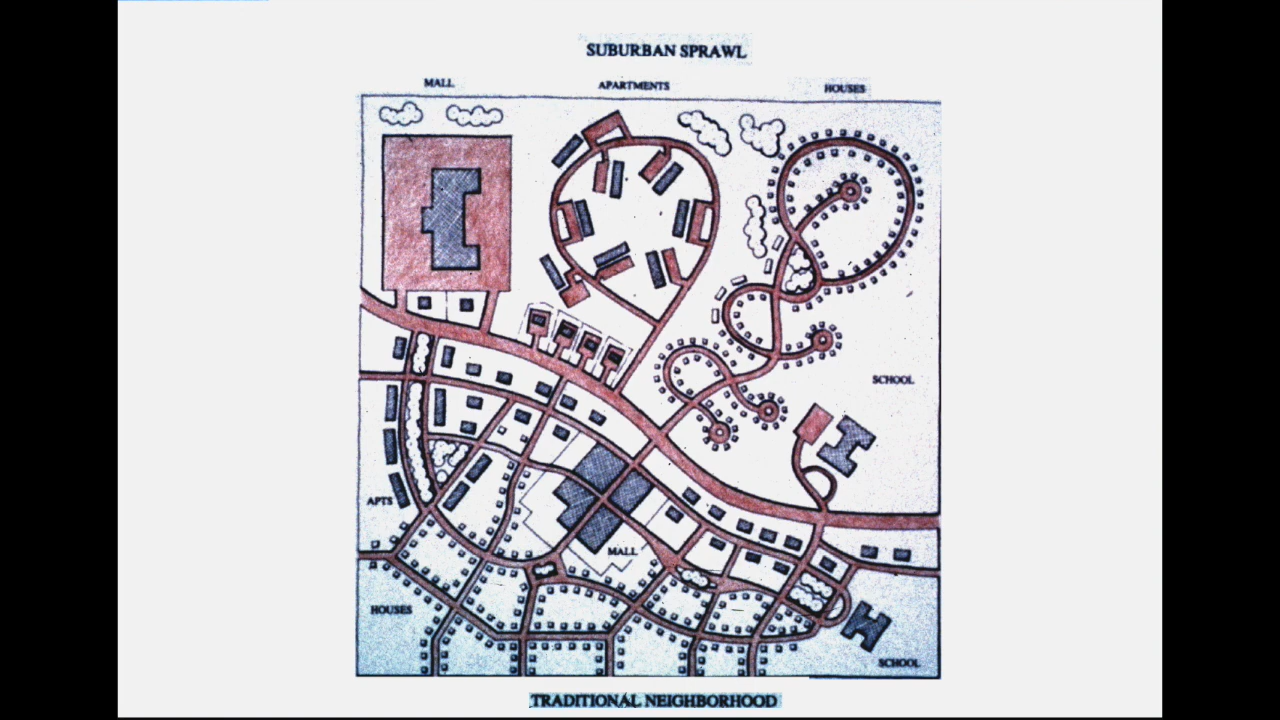 SUBURBAN SPRAWL
MALL
APARTMENTS
HOUSES
SCHOOL
APTS
MALL
HOUSES
SCHOOL
TRADITIONAL NEIGHBORHOOD